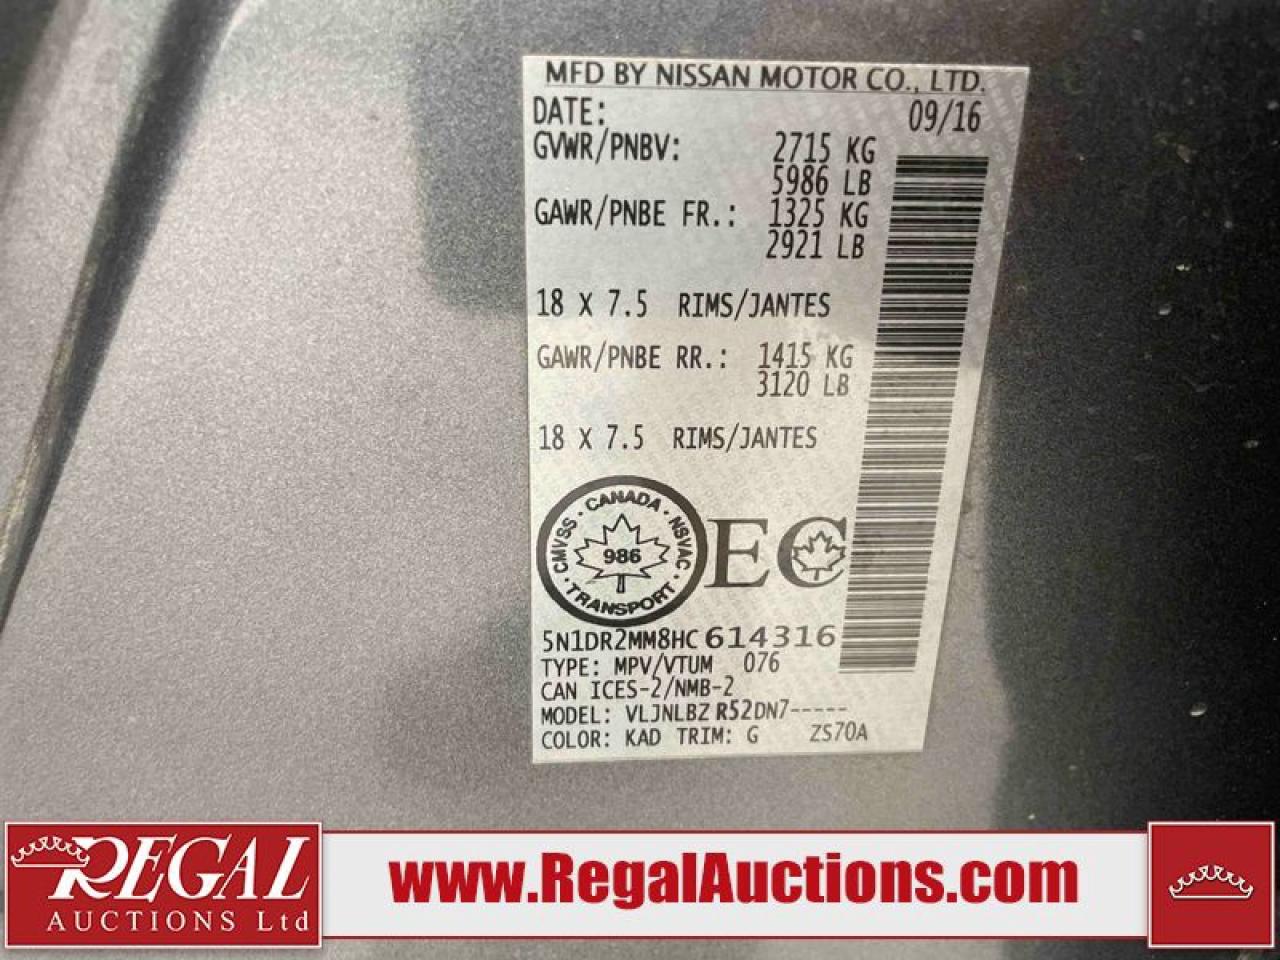 MFD BY NISSAN MOTOR CO., LTD.
DATE: 09/16
GVWR/PNBV: 2715 KG
5986 LB
GAWR/PNBE FR.: 1325 KG
2921 LB
18 X 7.5 RIMS/JANTES
GAWR/PNBE RR.: 1415 KG
3120 LB
18 X 7.5 RIMS/JANTES
CMVSS · CANADA · NSVAC · TRANSPORT ·
986
EC
5N1DR2MM8HC614316
TYPE: MPV/VTUM 076
CAN ICES-2/NMB-2
MODEL: VLJNLBZ R52DN7-----
COLOR: KAD TRIM: G ZS70A
REGAL
AUCTIONS Ltd
www.RegalAuctions.com